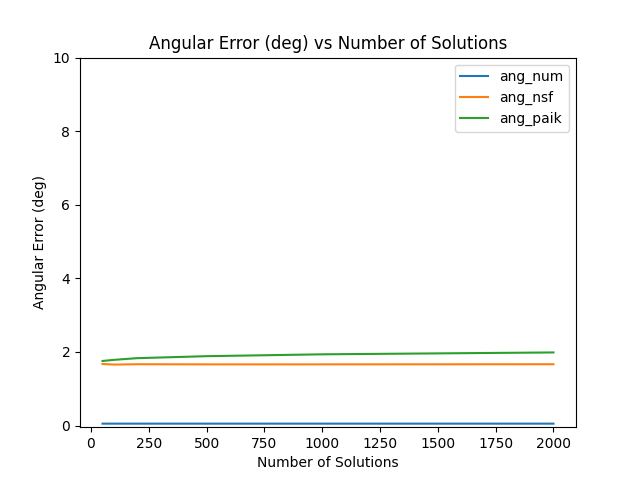 Angular Error (deg) vs Number of Solutions
ang_num
ang_nsf
ang_paik
Angular Error (deg)
10
8
6
4
2
0
0 250 500 750 1000 1250 1500 1750 2000
Number of Solutions